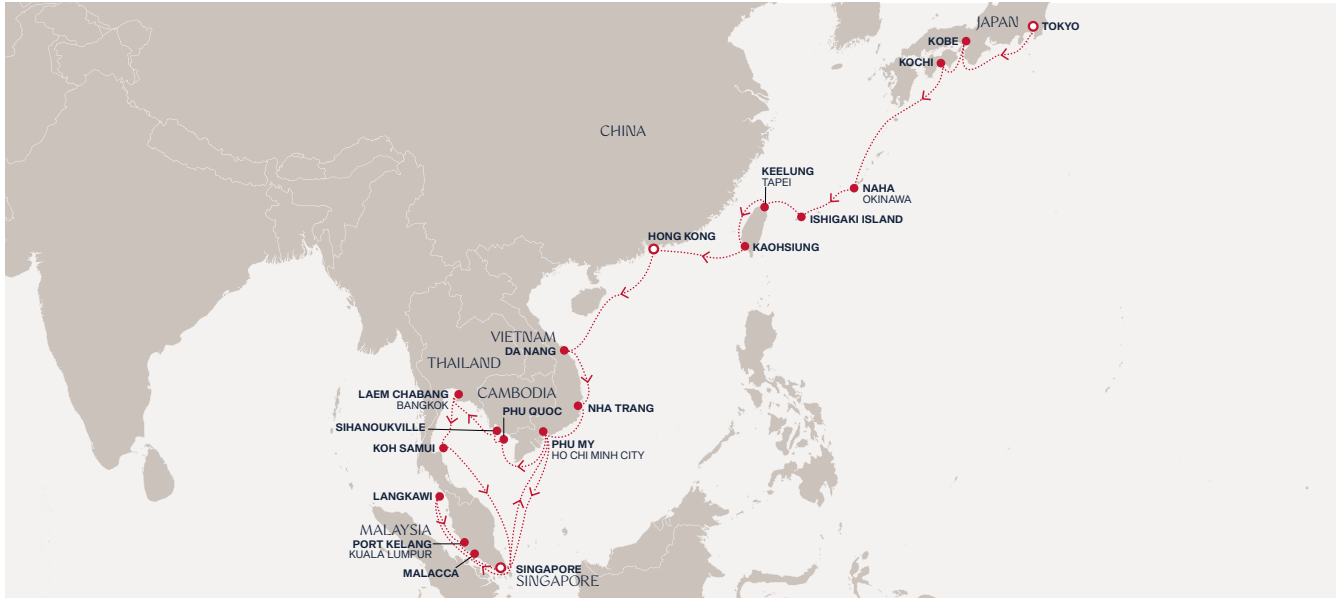 JAPAN
TOKYO
KOBE
KOCHI
CHINA
KEELUNG
TAPEI
NAHA
OKINAWA
ISHIGAKI ISLAND
HONG KONG
KAOHSIUNG
VIETNAM
DA NANG
THAILAND
LAEM CHABANG
BANGKOK
CAMBODIA
PHU QUOC
NHA TRANG
SIHANOUKVILLE
KOH SAMUI
PHU MY
HO CHI MINH CITY
LANGKAWI
MALAYSIA
PORT KELANG
KUALA LUMPUR
MALACCA
SINGAPORE
SINGAPORE